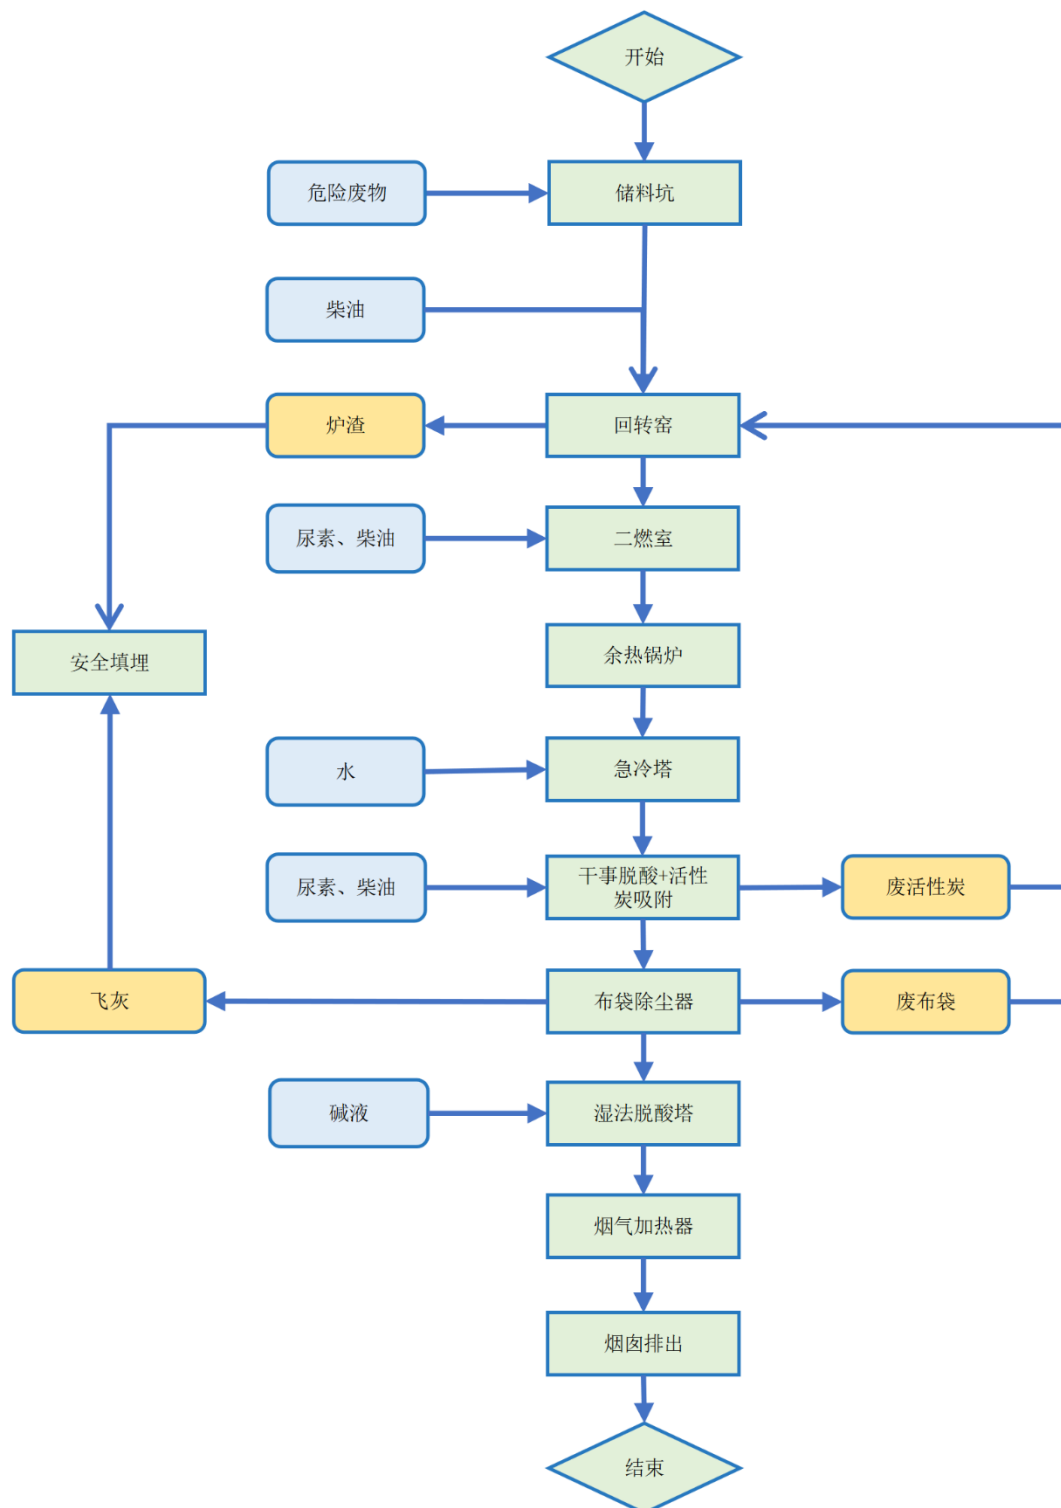 开始
危险废物
储料坑
柴油
炉渣
回转窑
尿素、柴油
二燃室
余热锅炉
安全填埋
水
急冷塔
尿素、柴油
干事脱酸+活性
炭吸附
废活性炭
飞灰
布袋除尘器
废布袋
碱液
湿法脱酸塔
烟气加热器
烟囱排出
结束